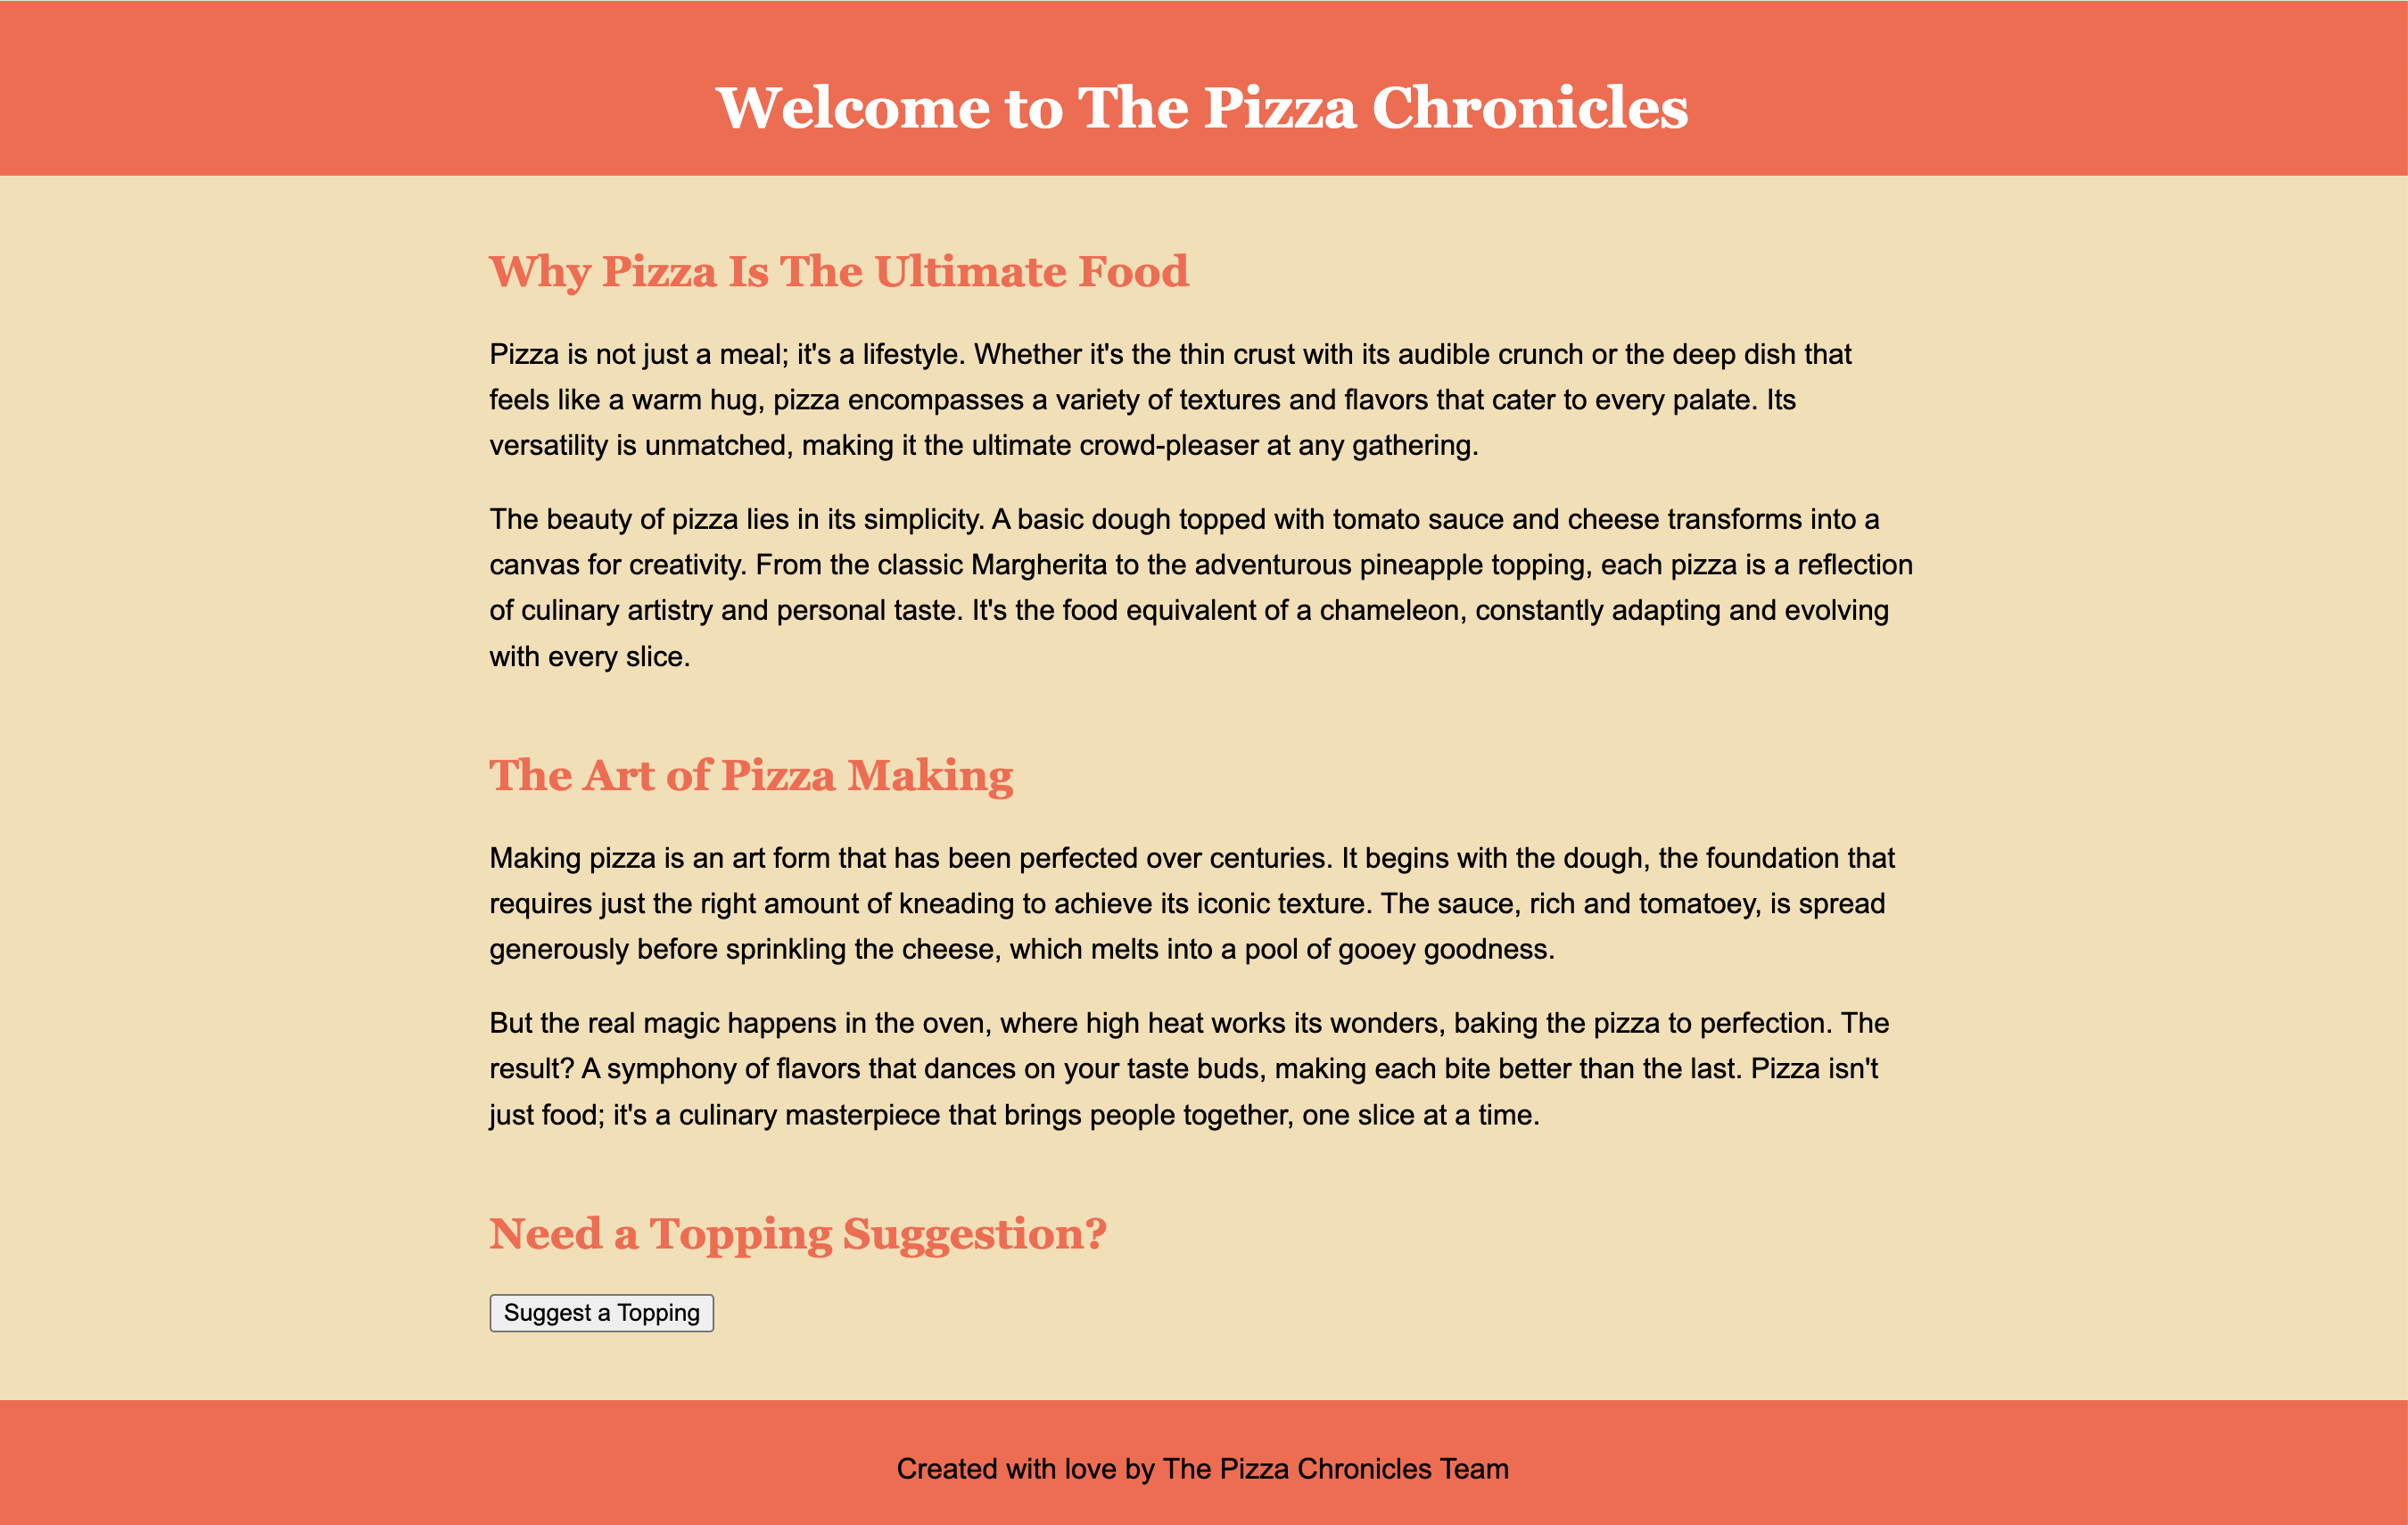 Welcome to The Pizza Chronicles
Why Pizza Is The Ultimate Food
Pizza is not just a meal; it's a lifestyle. Whether it's the thin crust with its audible crunch or the deep dish that
feels like a warm hug, pizza encompasses a variety of textures and flavors that cater to every palate. Its
versatility is unmatched, making it the ultimate crowd-pleaser at any gathering.
The beauty of pizza lies in its simplicity. A basic dough topped with tomato sauce and cheese transforms into a
canvas for creativity. From the classic Margherita to the adventurous pineapple topping, each pizza is a reflection
of culinary artistry and personal taste. It's the food equivalent of a chameleon, constantly adapting and evolving
with every slice.
The Art of Pizza Making
Making pizza is an art form that has been perfected over centuries. It begins with the dough, the foundation that
requires just the right amount of kneading to achieve its iconic texture. The sauce, rich and tomatoey, is spread
generously before sprinkling the cheese, which melts into a pool of gooey goodness.
But the real magic happens in the oven, where high heat works its wonders, baking the pizza to perfection. The
result? A symphony of flavors that dances on your taste buds, making each bite better than the last. Pizza isn't
just food; it's a culinary masterpiece that brings people together, one slice at a time.
Need a Topping Suggestion?
Suggest a Topping
Created with love by The Pizza Chronicles Team